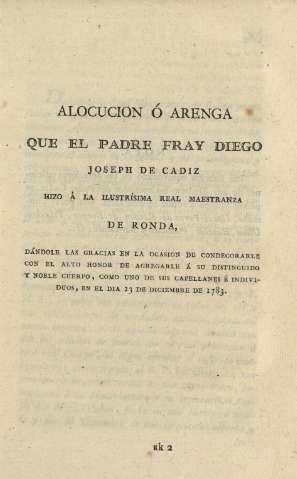 ALOCUCION Ó ARENGA
QUE EL PADRE FRAY DIEGO
JOSEPH DE CADIZ
HIZO Á LA ILUSTRÍSIMA REAL MAESTRANZA
DE RONDA,
DÁNDOLE LAS GRACIAS EN LA OCASION DE CONDECORARLE
CON EL ALTO HONOR DE AGREGARLE Á SU DISTINGUIDO
Y NOBLE CUERPO, COMO UNO DE SUS CAPELLANES É INDIVI-
DUOS, EN EL DIA 13 DE DICIEMBRE DE 1783.
KK 2